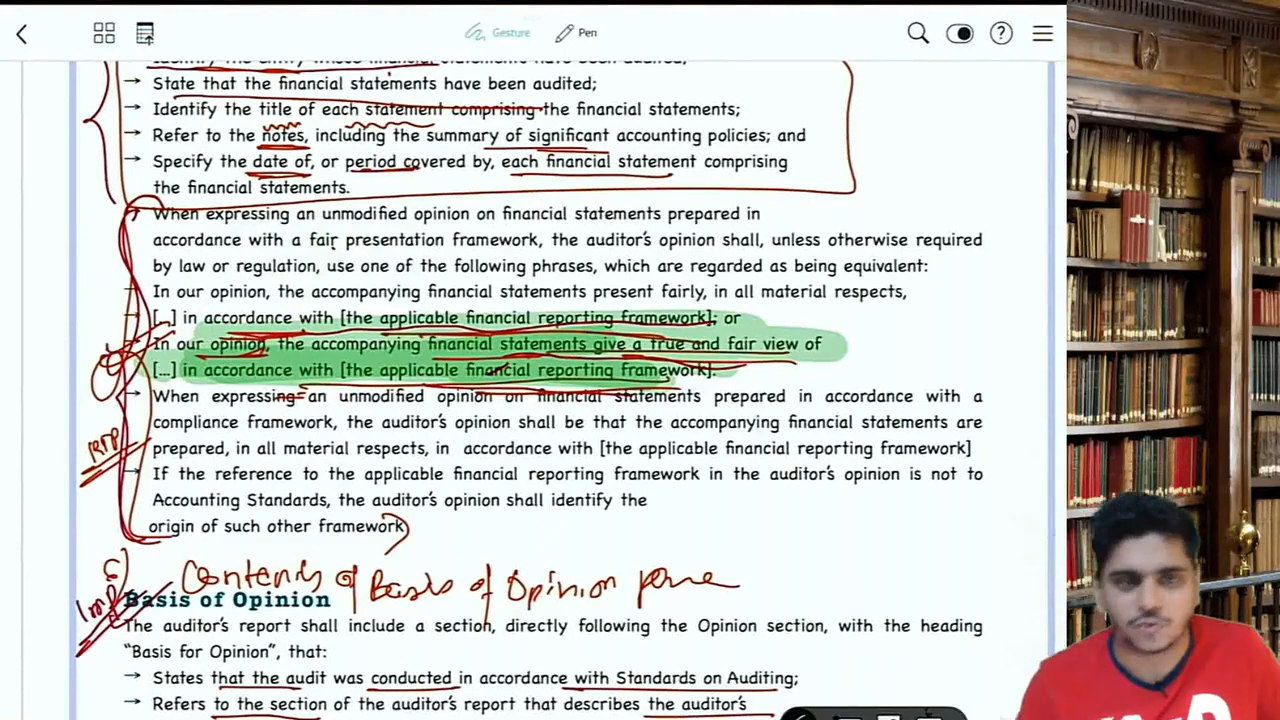 Gesture Pen
Identify the entity whose financial statements have been audited;
→ State that the financial statements have been audited;
→ Identify the title of each statement comprising the financial statements;
→ Refer to the notes, including the summary of significant accounting policies; and
→ Specify the date of, or period covered by, each financial statement comprising
the financial statements.
When expressing an unmodified opinion on financial statements prepared in
accordance with a fair presentation framework, the auditor's opinion shall, unless otherwise required
by law or regulation, use one of the following phrases, which are regarded as being equivalent:
In our opinion, the accompanying financial statements present fairly, in all material respects,
[…] in accordance with [the applicable financial reporting framework]; or
In our opinion, the accompanying financial statements give a true and fair view of
[…] in accordance with [the applicable financial reporting framework].
→ When expressing an unmodified opinion on financial statements prepared in accordance with a
compliance framework, the auditor's opinion shall be that the accompanying financial statements are
prepared, in all material respects, in accordance with [the applicable financial reporting framework]
RTP
→ If the reference to the applicable financial reporting framework in the auditor's opinion is not to
Accounting Standards, the auditor's opinion shall identify the
origin of such other framework
Contents of Basis of Opinion para
Imp
Basis of Opinion
The auditor's report shall include a section, directly following the Opinion section, with the heading
"Basis for Opinion", that:
→ States that the audit was conducted in accordance with Standards on Auditing;
→ Refers to the section of the auditor's report that describes the auditor's